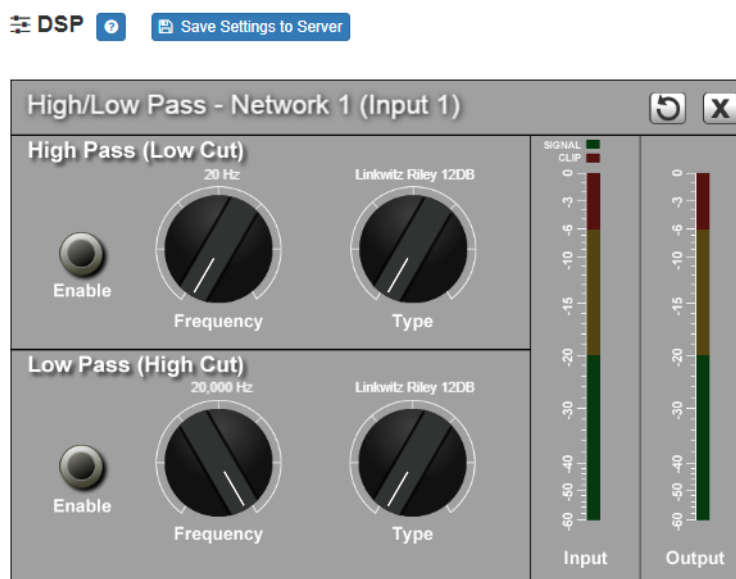 DSP ? Save Settings to Server
High/Low Pass - Network 1 (Input 1) X
High Pass (Low Cut)
20 Hz
Linkwitz Riley 12DB
Enable
Frequency
Type
Low Pass (High Cut)
20,000 Hz
Linkwitz Riley 12DB
Enable
Frequency
Type
SIGNAL
CLIP
0
-3
-6
-10
-15
-20
-30
-40
-50
-60
Input
0
-3
-6
-10
-15
-20
-30
-40
-50
-60
Output